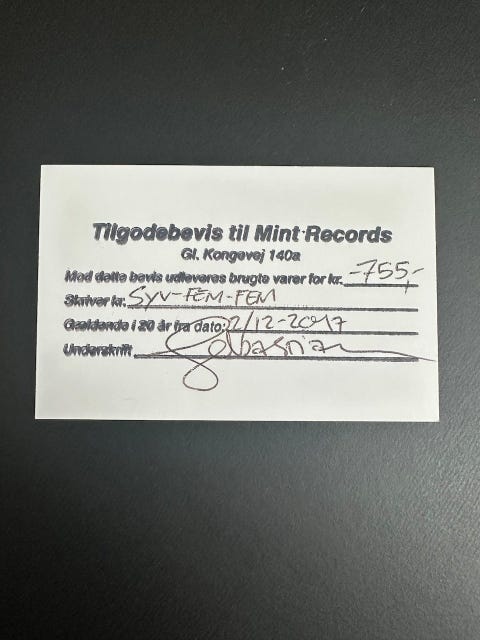 Tilgodebevis til Mint Records
Gl. Kongevej 140a
Mod dette bevis udleveres brugte varer for kr. -755,-
Skriver kr. SYV-FEM-FEM
Gældende i 20 år fra dato: 2/12-2017
Underskrift Sebastian